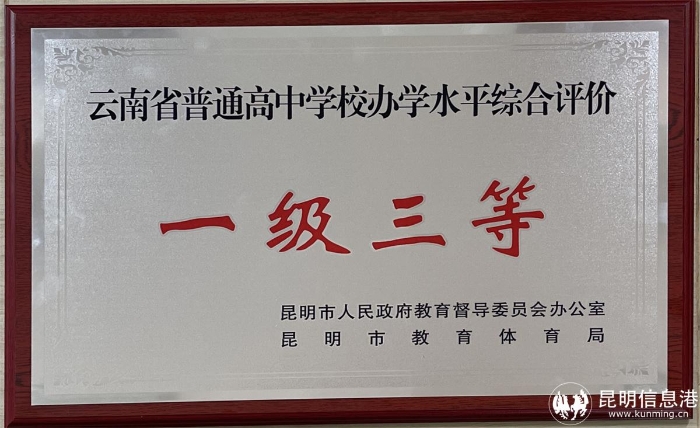 云南省普通高中学校办学水平综合评价
一级三等
昆明市人民政府教育督导委员会办公室
昆明市教育体育局
昆明信息港
www.kunming.cn